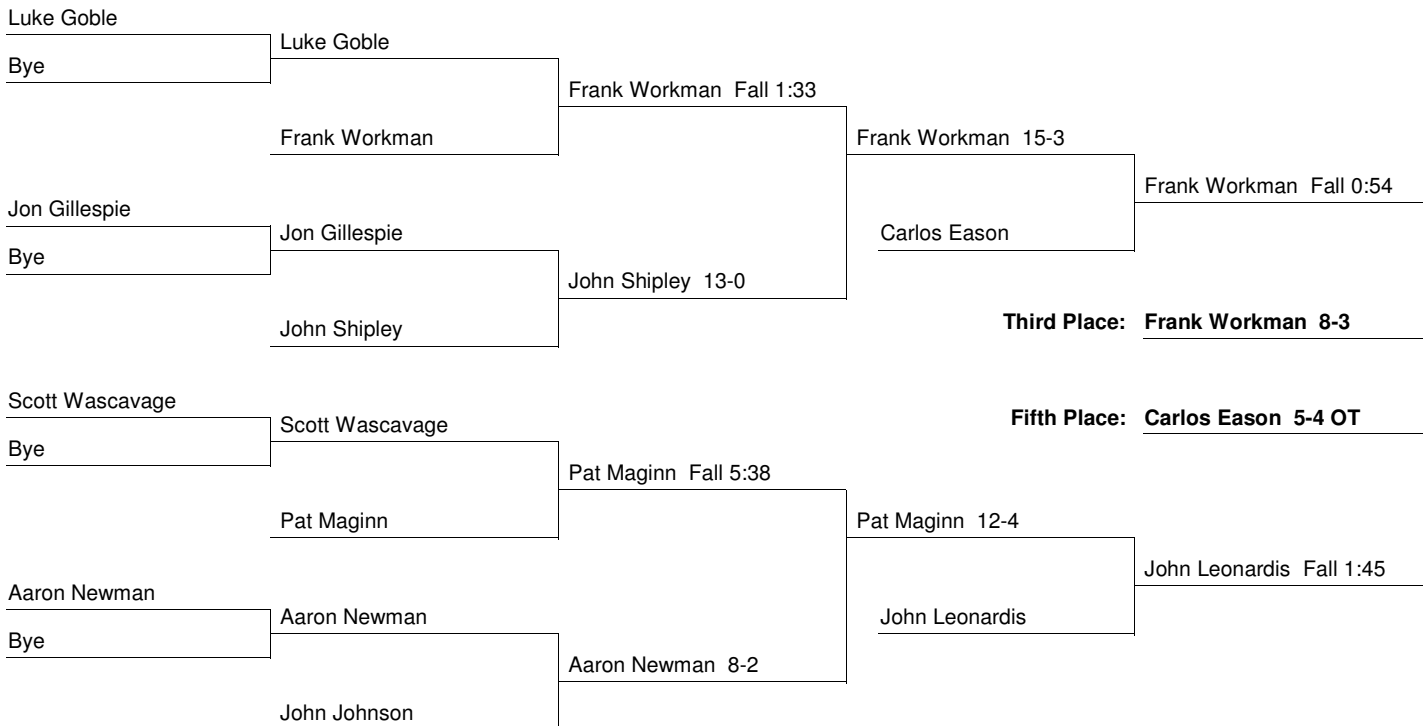 Luke Goble
Luke Goble
Bye
Frank Workman Fall 1:33
Frank Workman
Frank Workman 15-3
Frank Workman Fall 0:54
Jon Gillespie
Jon Gillespie
Carlos Eason
Bye
John Shipley 13-0
John Shipley
Third Place: Frank Workman 8-3
Scott Wascavage
Scott Wascavage
Fifth Place: Carlos Eason 5-4 OT
Bye
Pat Maginn Fall 5:38
Pat Maginn
Pat Maginn 12-4
John Leonardis Fall 1:45
Aaron Newman
Aaron Newman
John Leonardis
Bye
Aaron Newman 8-2
John Johnson